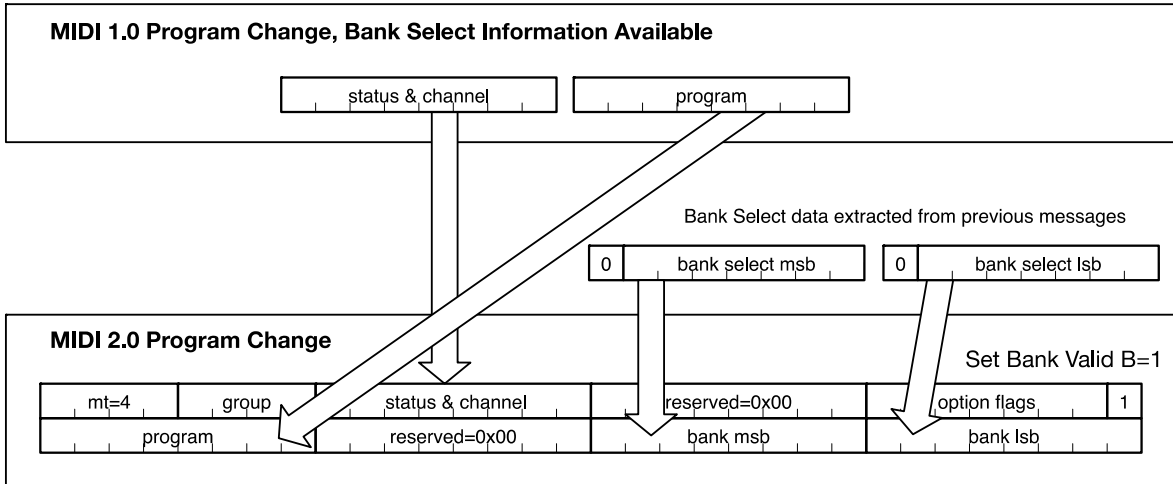 MIDI 1.0 Program Change, Bank Select Information Available
status & channel program
Bank Select data extracted from previous messages
0 bank select msb 0 bank select lsb
MIDI 2.0 Program Change
Set Bank Valid B=1
mt=4 group status & channel reserved=0x00 option flags 1
program reserved=0x00 bank msb bank lsb